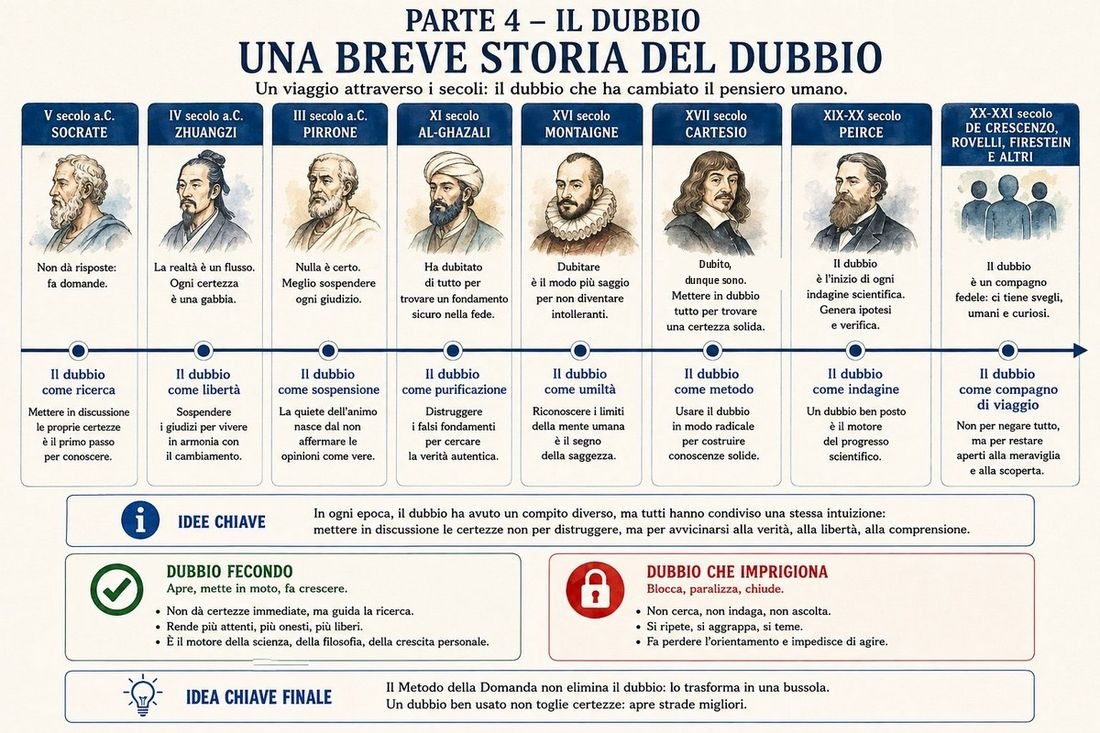 PARTE 4 – IL DUBBIO
UNA BREVE STORIA DEL DUBBIO
Un viaggio attraverso i secoli: il dubbio che ha cambiato il pensiero umano.
V secolo a.C.
SOCRATE
Non dà risposte:
fa domande.
Il dubbio
come ricerca
Mettere in discussione
le proprie certezze
è il primo passo
per conoscere.
IV secolo a.C.
ZHUANGZI
La realtà è un flusso.
Ogni certezza
è una gabbia.
Il dubbio
come libertà
Sospendere
i giudizi per vivere
in armonia con
il cambiamento.
III secolo a.C.
PIRRONE
Nulla è certo.
Meglio sospendere
ogni giudizio.
Il dubbio
come sospensione
La quiete dell'animo
nasce dal non
affermare le
opinioni come vere.
XI secolo
AL-GHAZALI
Ha dubitato
di tutto per
trovare un fondamento
sicuro nella fede.
Il dubbio
come purificazione
Distruggere
i falsi fondamenti
per cercare
la verità autentica.
XVI secolo
MONTAIGNE
Dubitare
è il modo più saggio
per non diventare
intolleranti.
Il dubbio
come umiltà
Riconoscere i limiti
della mente umana
è il segno
della saggezza.
XVII secolo
CARTESIO
Dubito,
dunque sono.
Mettere in dubbio
tutto per trovare
una certezza solida.
Il dubbio
come metodo
Usare il dubbio
in modo radicale
per costruire
conoscenze solide.
XIX-XX secolo
PEIRCE
Il dubbio
è l'inizio di ogni
indagine scientifica.
Genera ipotesi
e verifica.
Il dubbio
come indagine
Un dubbio ben posto
è il motore
del progresso
scientifico.
XX-XXI secolo
DE CRESCENZO,
ROVELLI, FIRESTEIN
E ALTRI
Il dubbio
è un compagno
fedele: ci tiene svegli,
umani e curiosi.
Il dubbio
come compagno
di viaggio
Non per negare tutto,
ma per restare
aperti alla meraviglia
e alla scoperta.
IDEE CHIAVE
In ogni epoca, il dubbio ha avuto un compito diverso, ma tutti hanno condiviso una stessa intuizione:
mettere in discussione le certezze non per distruggere, ma per avvicinarsi alla verità, alla libertà, alla comprensione.
DUBBIO FECONDO
Apre, mette in moto, fa crescere.
• Non dà certezze immediate, ma guida la ricerca.
• Rende più attenti, più onesti, più liberi.
• È il motore della scienza, della filosofia, della crescita personale.
DUBBIO CHE IMPRIGIONA
Blocca, paralizza, chiude.
• Non cerca, non indaga, non ascolta.
• Si ripete, si aggrappa, si teme.
• Fa perdere l'orientamento e impedisce di agire.
IDEA CHIAVE FINALE
Il Metodo della Domanda non elimina il dubbio: lo trasforma in una bussola.
Un dubbio ben usato non toglie certezze: apre strade migliori.